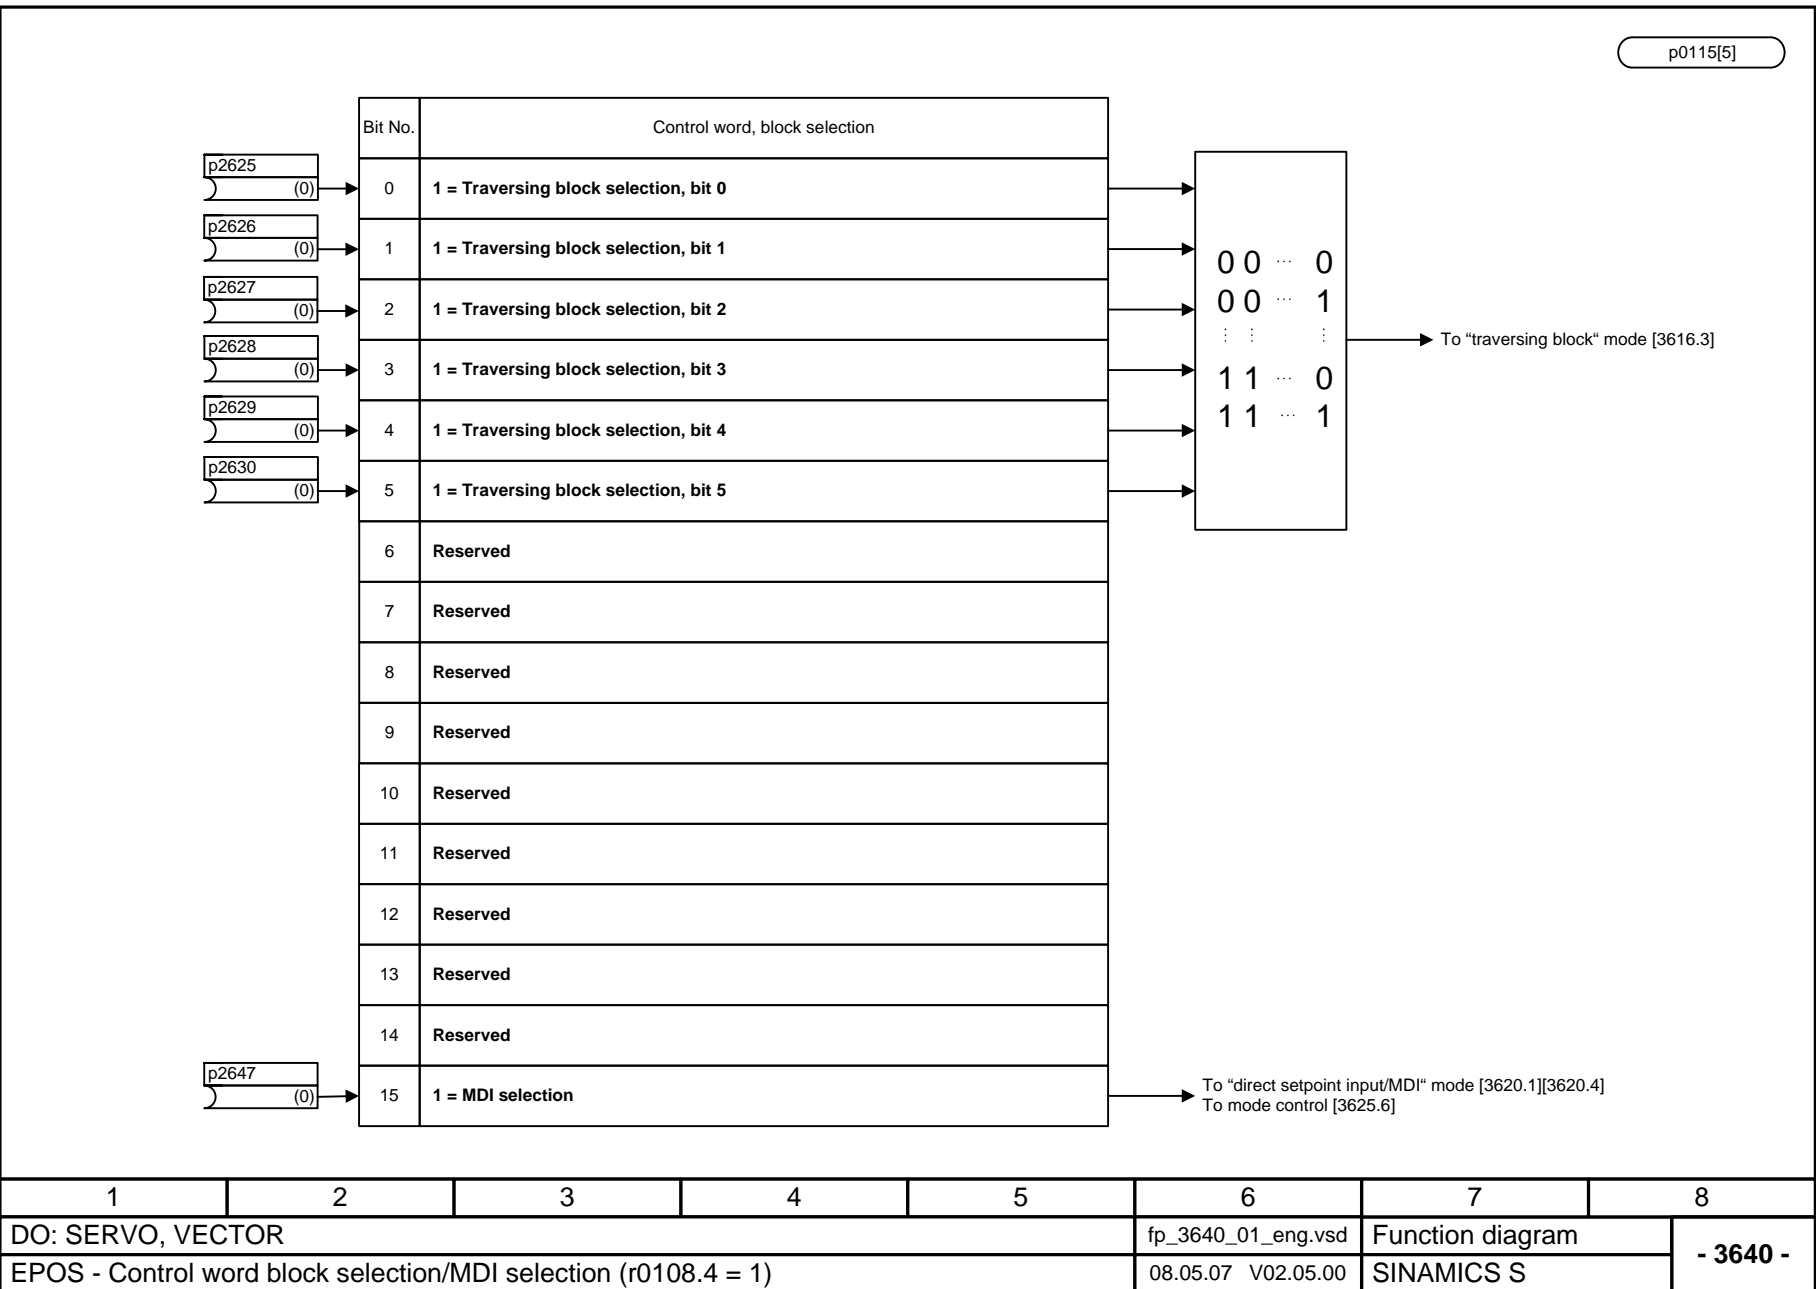 p0115[5]
Bit No. Control word, block selection
p2625
(0) 0 1 = Traversing block selection, bit 0
p2626
(0) 1 1 = Traversing block selection, bit 1
p2627
(0) 2 1 = Traversing block selection, bit 2
p2628
(0) 3 1 = Traversing block selection, bit 3
p2629
(0) 4 1 = Traversing block selection, bit 4
p2630
(0) 5 1 = Traversing block selection, bit 5
0 0 ... 0
0 0 ... 1
⋮ ⋮ ⋮
1 1 ... 0
1 1 ... 1
To “traversing block“ mode [3616.3]
6 Reserved
7 Reserved
8 Reserved
9 Reserved
10 Reserved
11 Reserved
12 Reserved
13 Reserved
14 Reserved
p2647
(0) 15 1 = MDI selection
To “direct setpoint input/MDI“ mode [3620.1][3620.4]
To mode control [3625.6]
1 2 3 4 5 6 7 8
DO: SERVO, VECTOR fp_3640_01_eng.vsd Function diagram
- 3640 -
EPOS - Control word block selection/MDI selection (r0108.4 = 1) 08.05.07 V02.05.00 SINAMICS S